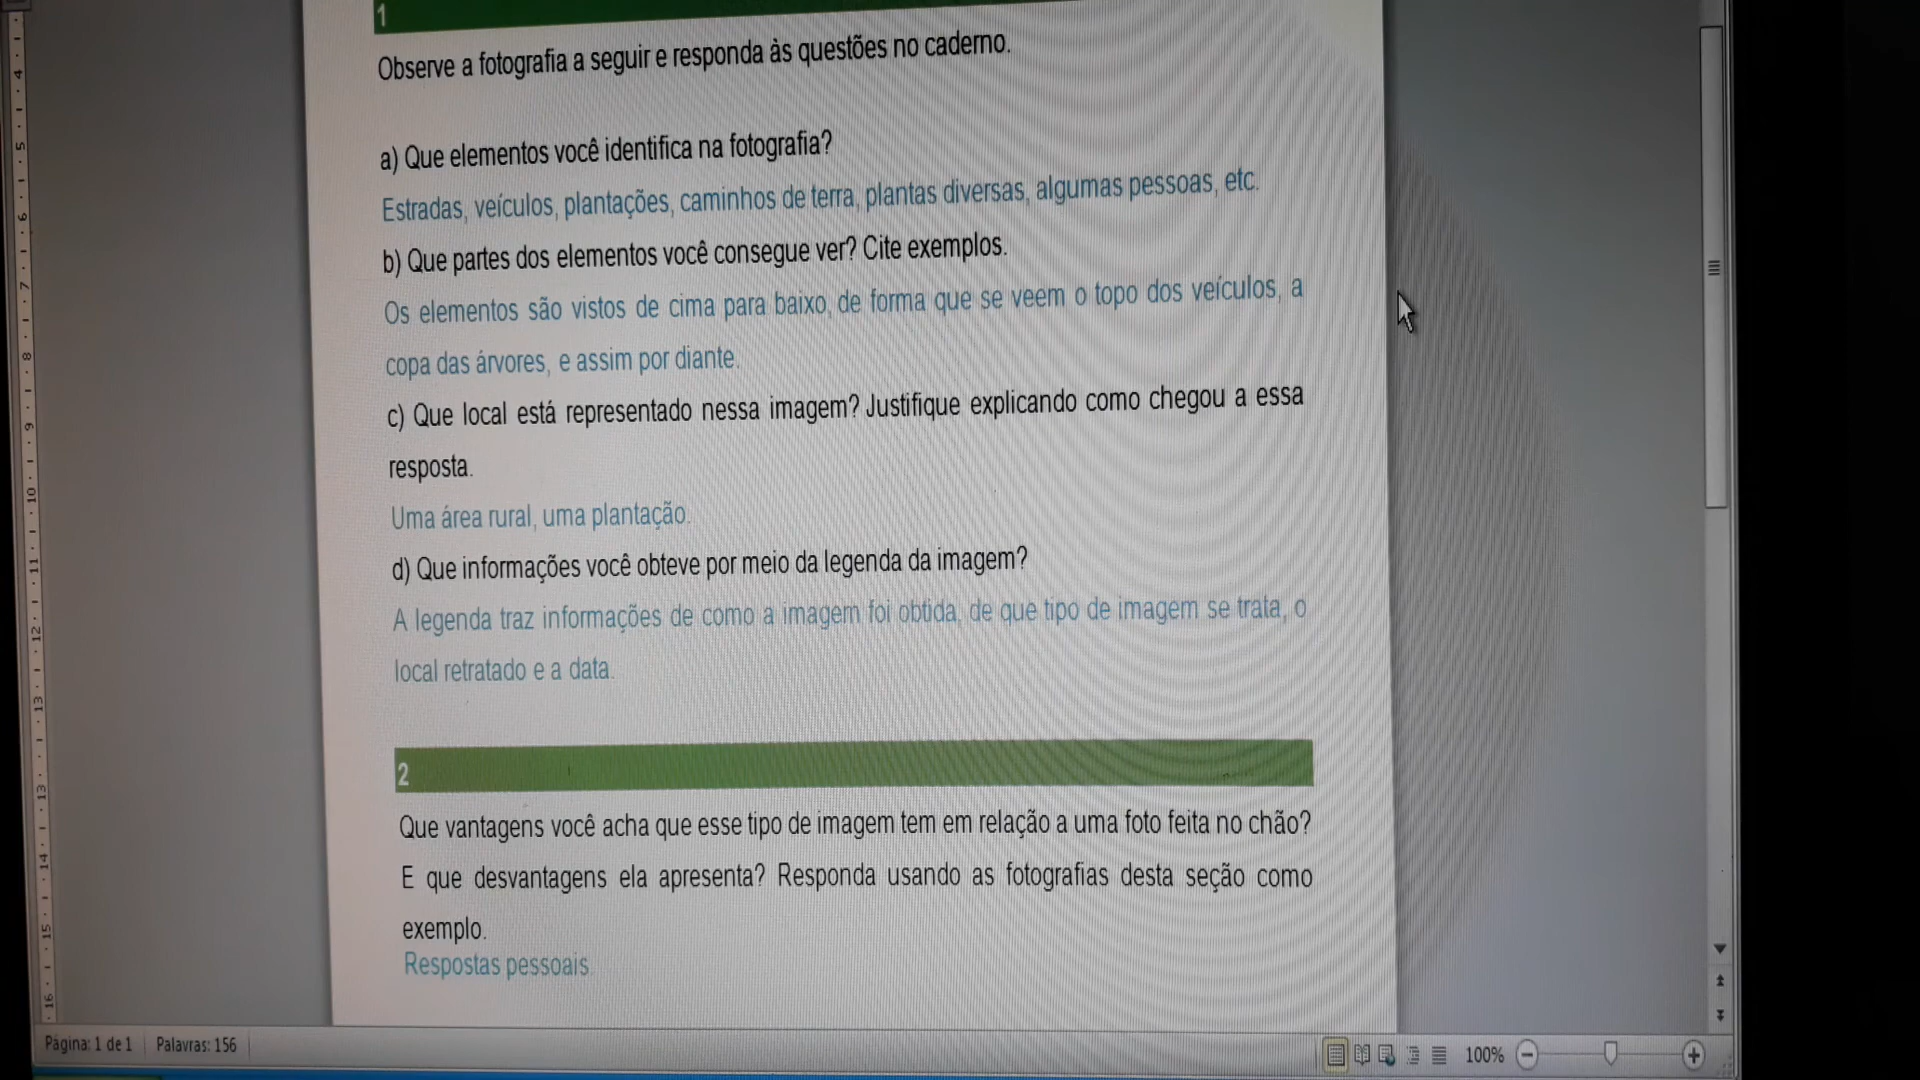 1
Observe a fotografia a seguir e responda às questões no caderno.
a) Que elementos você identifica na fotografia?
Estradas, veículos, plantações, caminhos de terra, plantas diversas, algumas pessoas, etc.
b) Que partes dos elementos você consegue ver? Cite exemplos.
Os elementos são vistos de cima para baixo, de forma que se veem o topo dos veículos, a
copa das árvores, e assim por diante.
c) Que local está representado nessa imagem? Justifique explicando como chegou a essa
resposta.
Uma área rural, uma plantação.
d) Que informações você obteve por meio da legenda da imagem?
A legenda traz informações de como a imagem foi obtida, de que tipo de imagem se trata, o
local retratado e a data.
2
Que vantagens você acha que esse tipo de imagem tem em relação a uma foto feita no chão?
E que desvantagens ela apresenta? Responda usando as fotografias desta seção como
exemplo.
Respostas pessoais.
Página: 1 de 1 Palavras: 156 100%